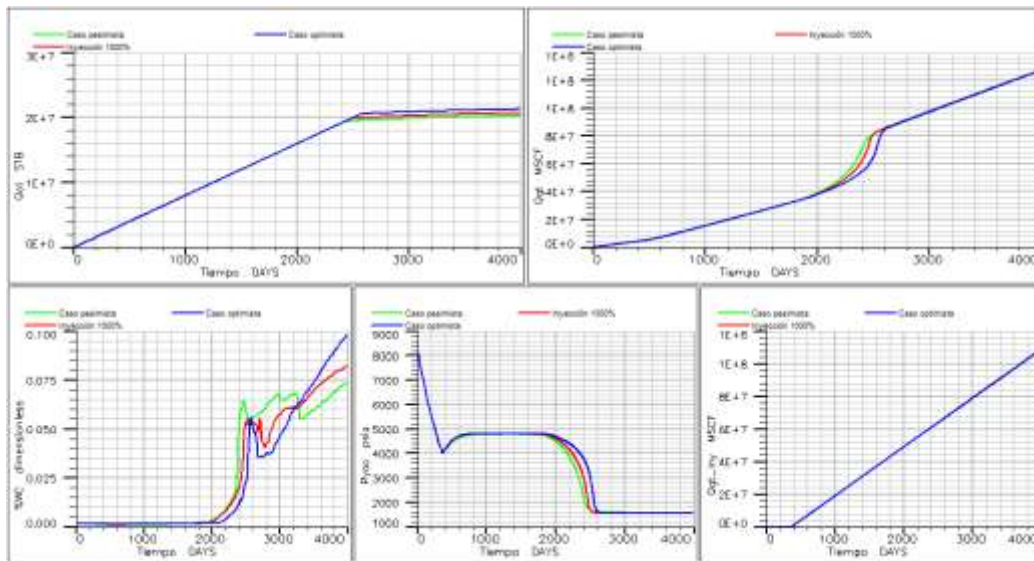 Caso pesimista Caso optimista
Inyección 1000%
3E+7
2E+7
1E+7
0E+0
Qol STB
0 1000 2000 3000 4000
Tiempo DAYS
Caso pesimista Inyección 1000%
Caso optimista
1E+8
1E+8
1E+8
8E+7
6E+7
4E+7
2E+7
0E+0
Qgl MSCF
0 1000 2000 3000 4000
Tiempo DAYS
Caso pesimista Caso optimista
Inyección 1000%
0.100
0.075
0.050
0.025
0.000
%WC dimensionless
0 1000 2000 3000 4000
Tiempo DAYS
Caso pesimista Inyección 1000%
Caso optimista
9000
8000
7000
6000
5000
4000
3000
2000
1000
psia
0 1000 2000 3000 4000
Tiempo DAYS
Caso pesimista Caso optimista
Inyección 1000%
1E+8
1E+8
8E+7
6E+7
4E+7
2E+7
0E+0
MSCF
0 1000 2000 3000 4000
Tiempo DAYS